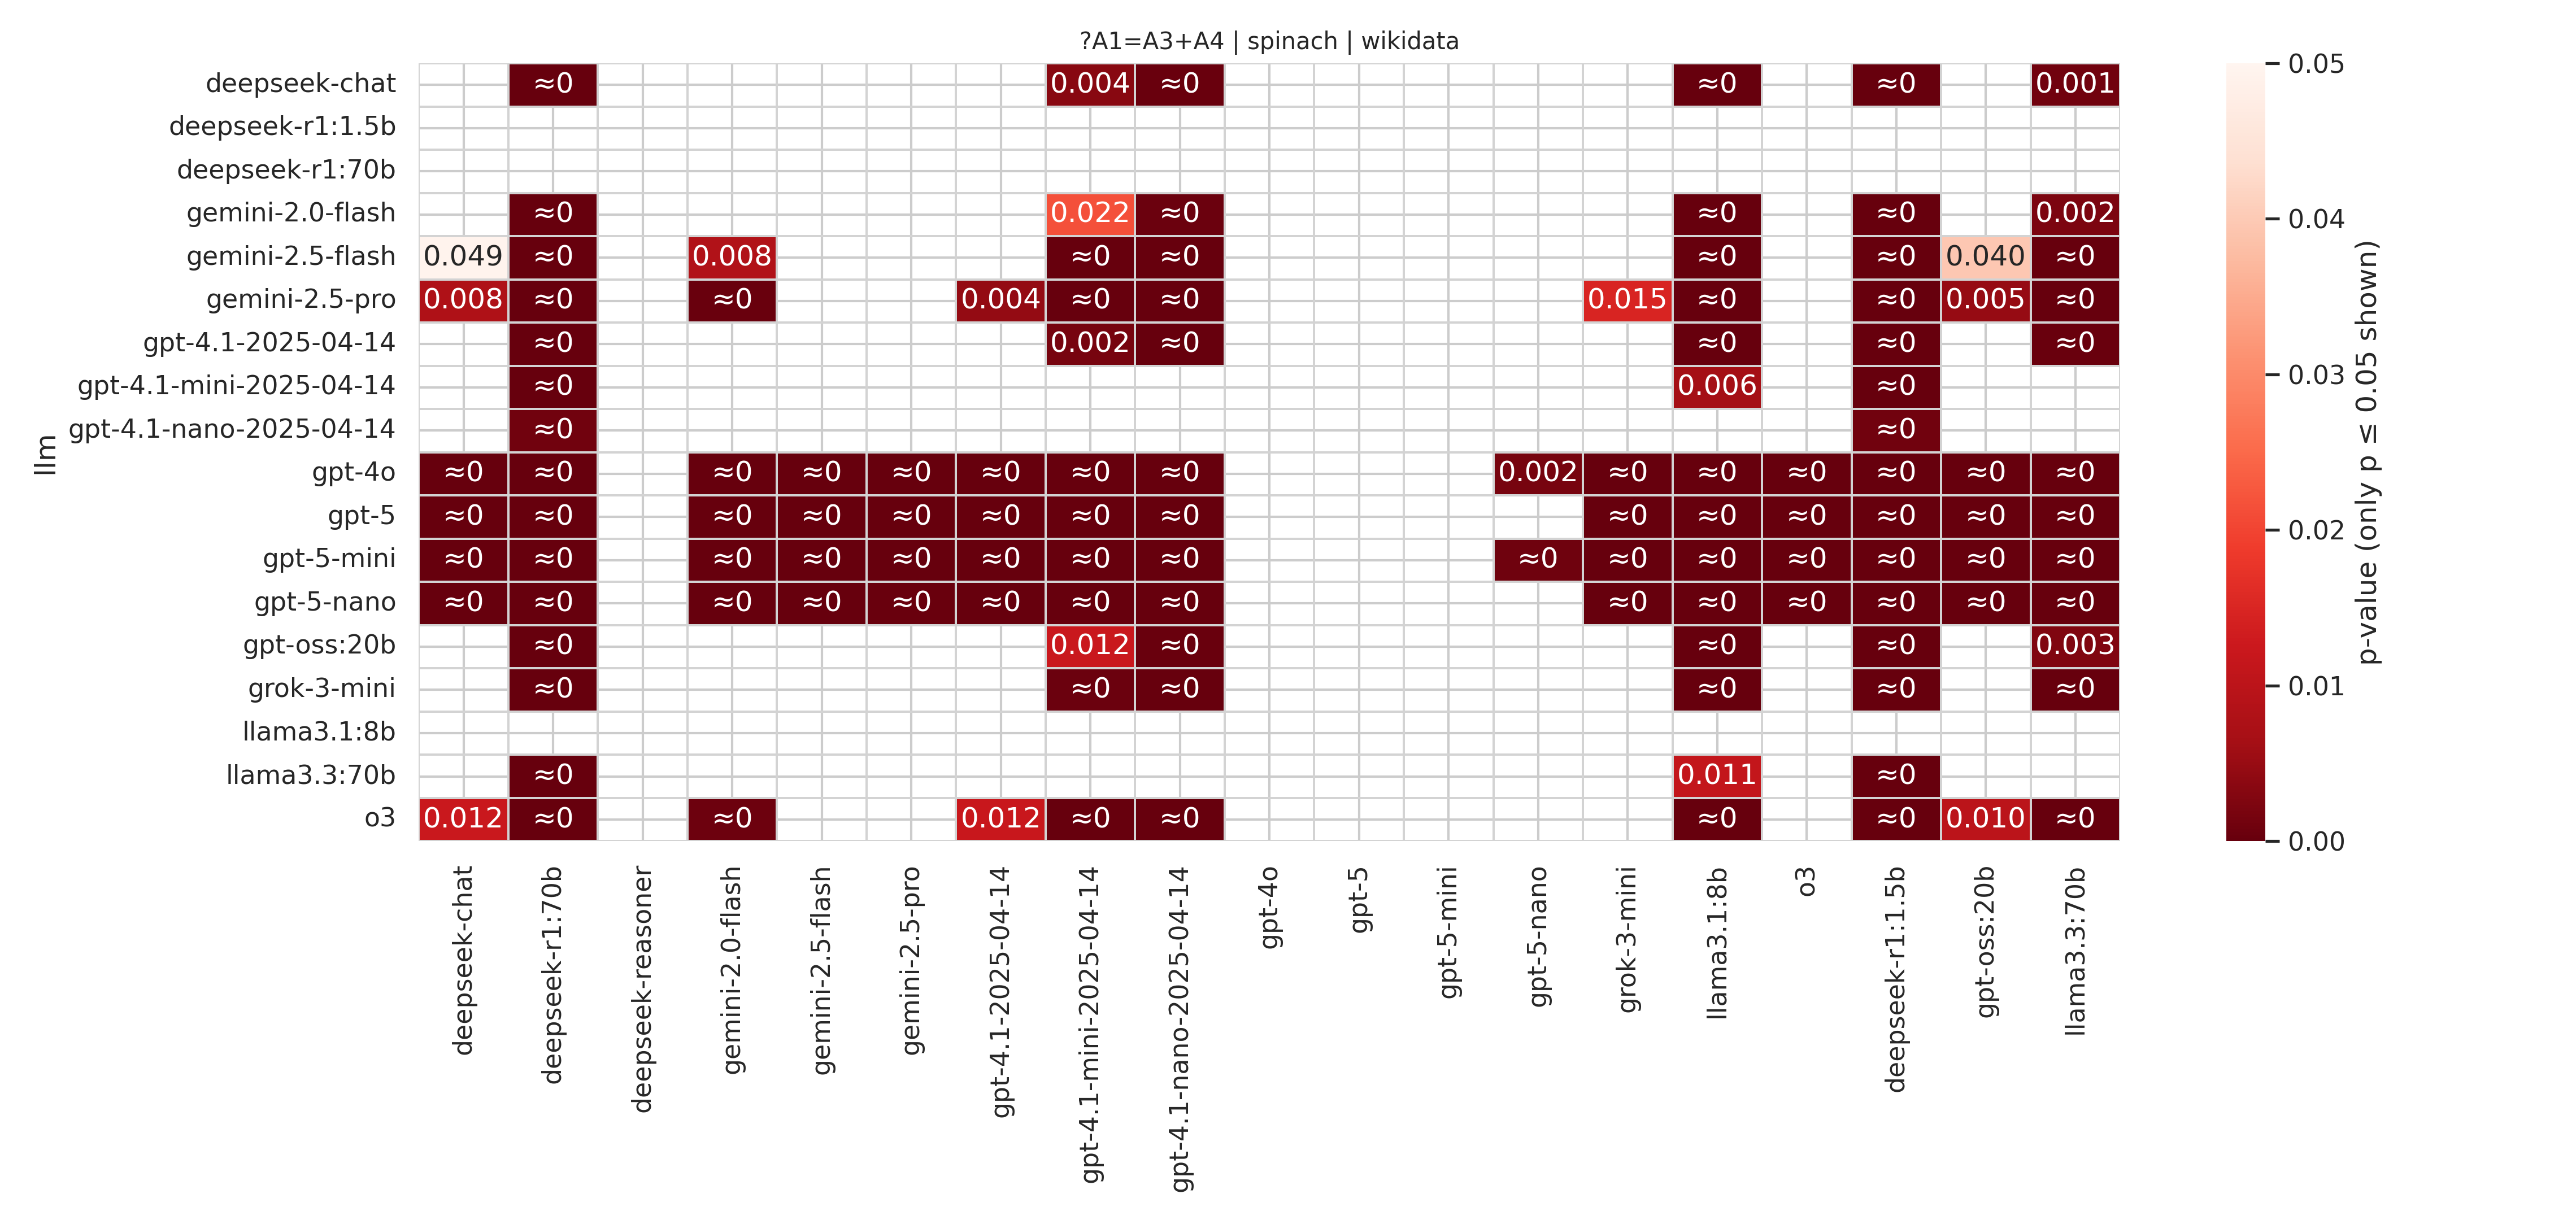 ?A1=A3+A4 | spinach | wikidata
deepseek-chat ≈0 0.004 ≈0 ≈0 ≈0 0.001
deepseek-r1:1.5b
deepseek-r1:70b
gemini-2.0-flash ≈0 0.022 ≈0 ≈0 ≈0 0.002
gemini-2.5-flash 0.049 ≈0 0.008 ≈0 ≈0 ≈0 ≈0 0.040 ≈0
gemini-2.5-pro 0.008 ≈0 ≈0 0.004 ≈0 ≈0 0.015 ≈0 ≈0 0.005 ≈0
gpt-4.1-2025-04-14 ≈0 0.002 ≈0 ≈0 ≈0 ≈0
gpt-4.1-mini-2025-04-14 ≈0 0.006 ≈0
gpt-4.1-nano-2025-04-14 ≈0 ≈0
gpt-4o ≈0 ≈0 ≈0 ≈0 ≈0 ≈0 ≈0 ≈0 0.002 ≈0 ≈0 ≈0 ≈0 ≈0 ≈0
gpt-5 ≈0 ≈0 ≈0 ≈0 ≈0 ≈0 ≈0 ≈0 ≈0 ≈0 ≈0 ≈0 ≈0 ≈0
gpt-5-mini ≈0 ≈0 ≈0 ≈0 ≈0 ≈0 ≈0 ≈0 ≈0 ≈0 ≈0 ≈0 ≈0 ≈0 ≈0
gpt-5-nano ≈0 ≈0 ≈0 ≈0 ≈0 ≈0 ≈0 ≈0 ≈0 ≈0 ≈0 ≈0 ≈0 ≈0
gpt-oss:20b ≈0 0.012 ≈0 ≈0 ≈0 0.003
grok-3-mini ≈0 ≈0 ≈0 ≈0 ≈0 ≈0
llama3.1:8b
llama3.3:70b ≈0 0.011 ≈0
o3 0.012 ≈0 ≈0 0.012 ≈0 ≈0 ≈0 ≈0 0.010 ≈0
llm
deepseek-chat
deepseek-r1:70b
deepseek-reasoner
gemini-2.0-flash
gemini-2.5-flash
gemini-2.5-pro
gpt-4.1-2025-04-14
gpt-4.1-mini-2025-04-14
gpt-4.1-nano-2025-04-14
gpt-4o
gpt-5
gpt-5-mini
gpt-5-nano
grok-3-mini
llama3.1:8b
o3
deepseek-r1:1.5b
gpt-oss:20b
llama3.3:70b
0.05
0.04
0.03
0.02
0.01
0.00
p-value (only p ≤ 0.05 shown)